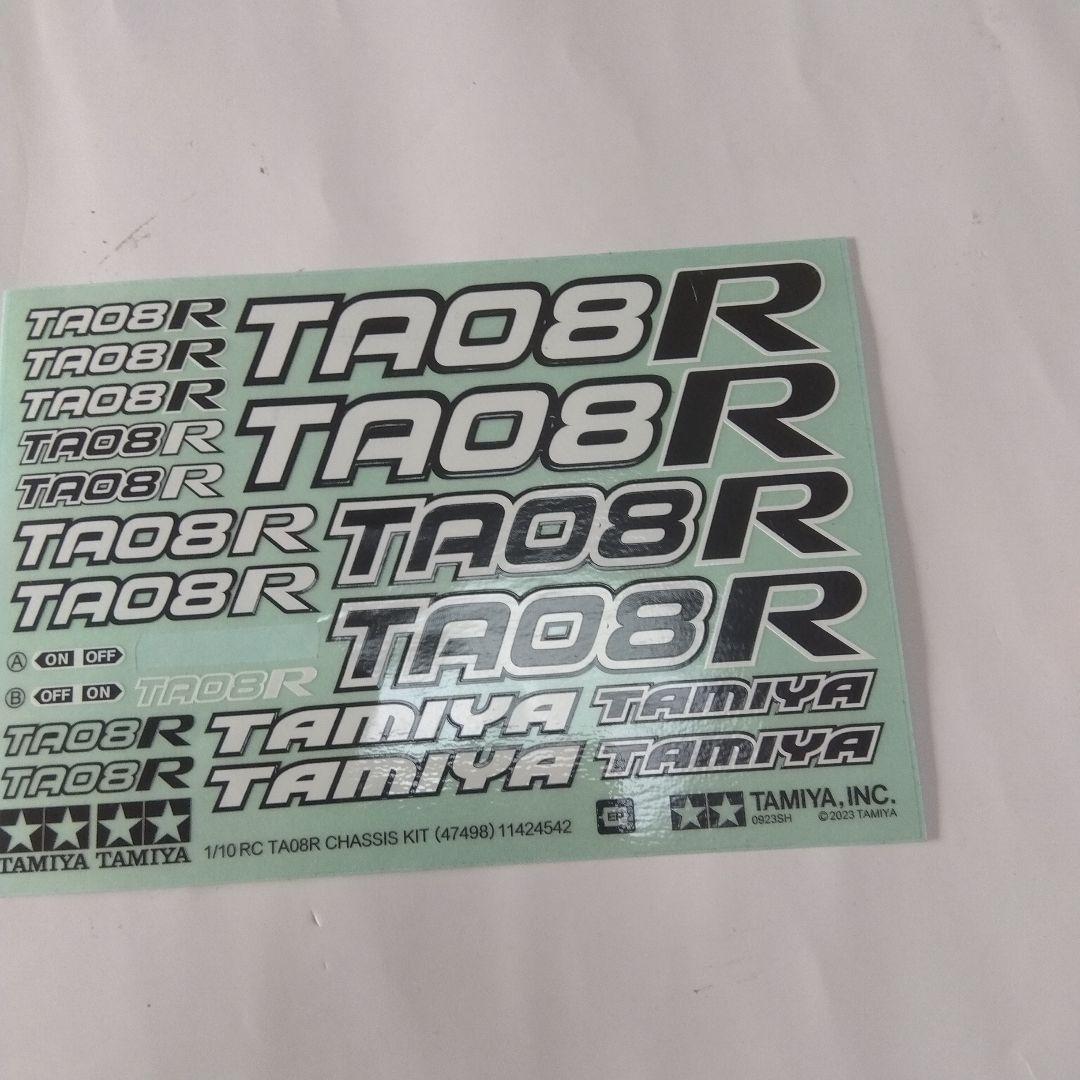 TA08R TA08R
TA08R
TA08R TA08R
TA08R
TA08R TA08R
TA08R
TA08R TA08R
A ON OFF
B OFF ON TA08R
TA08R TAMIYA TAMIYA
TA08R TAMIYA TAMIYA
TAMIYA TAMIYA
1/10 RC TA08R CHASSIS KIT (47498) 11424542
EP
TAMIYA, INC.
0923SH ©2023 TAMIYA